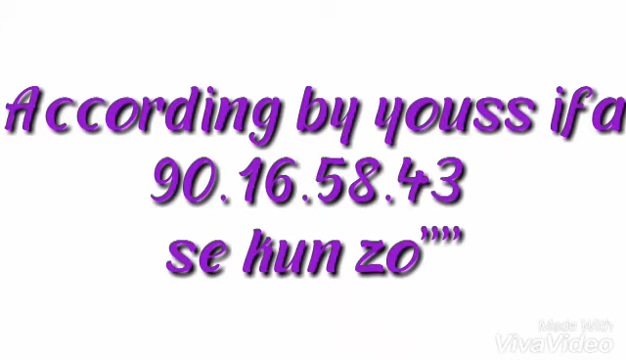 According by youss ifa
90.16.58.43
se kun zo""
Made With
VivaVideo